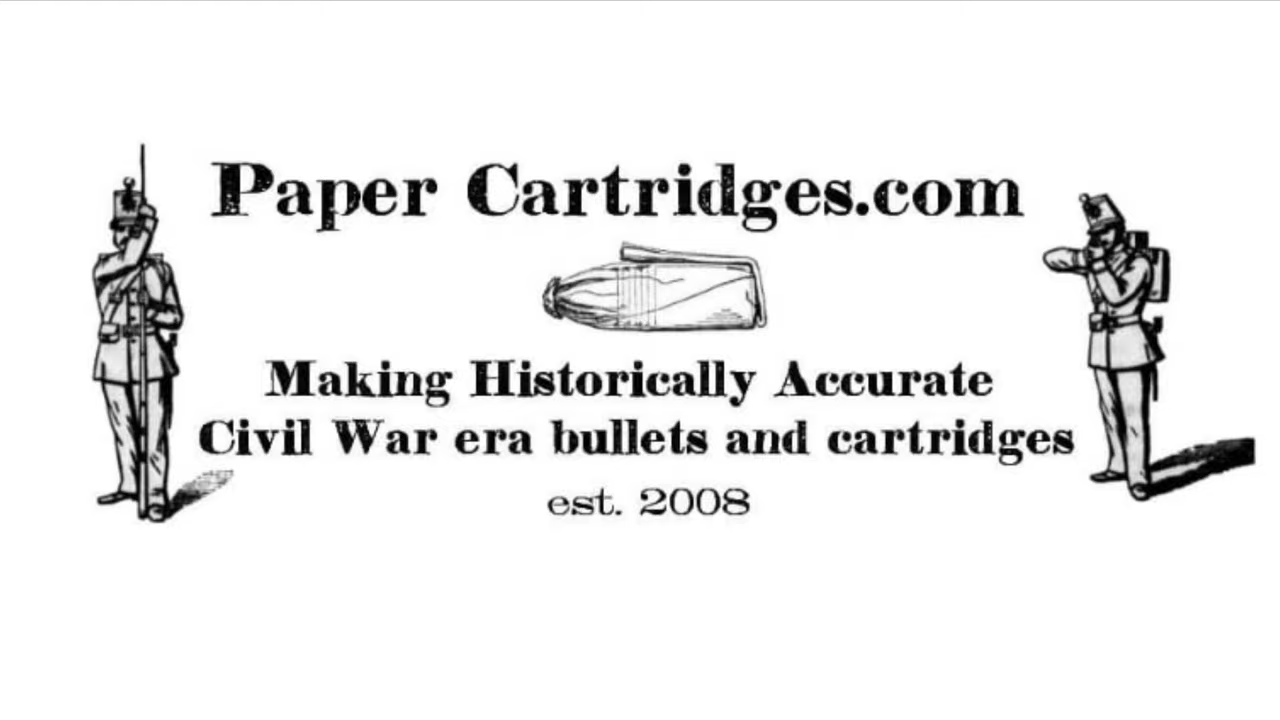 Paper Cartridges.com
Making Historically Accurate
Civil War era bullets and cartridges
est. 2008